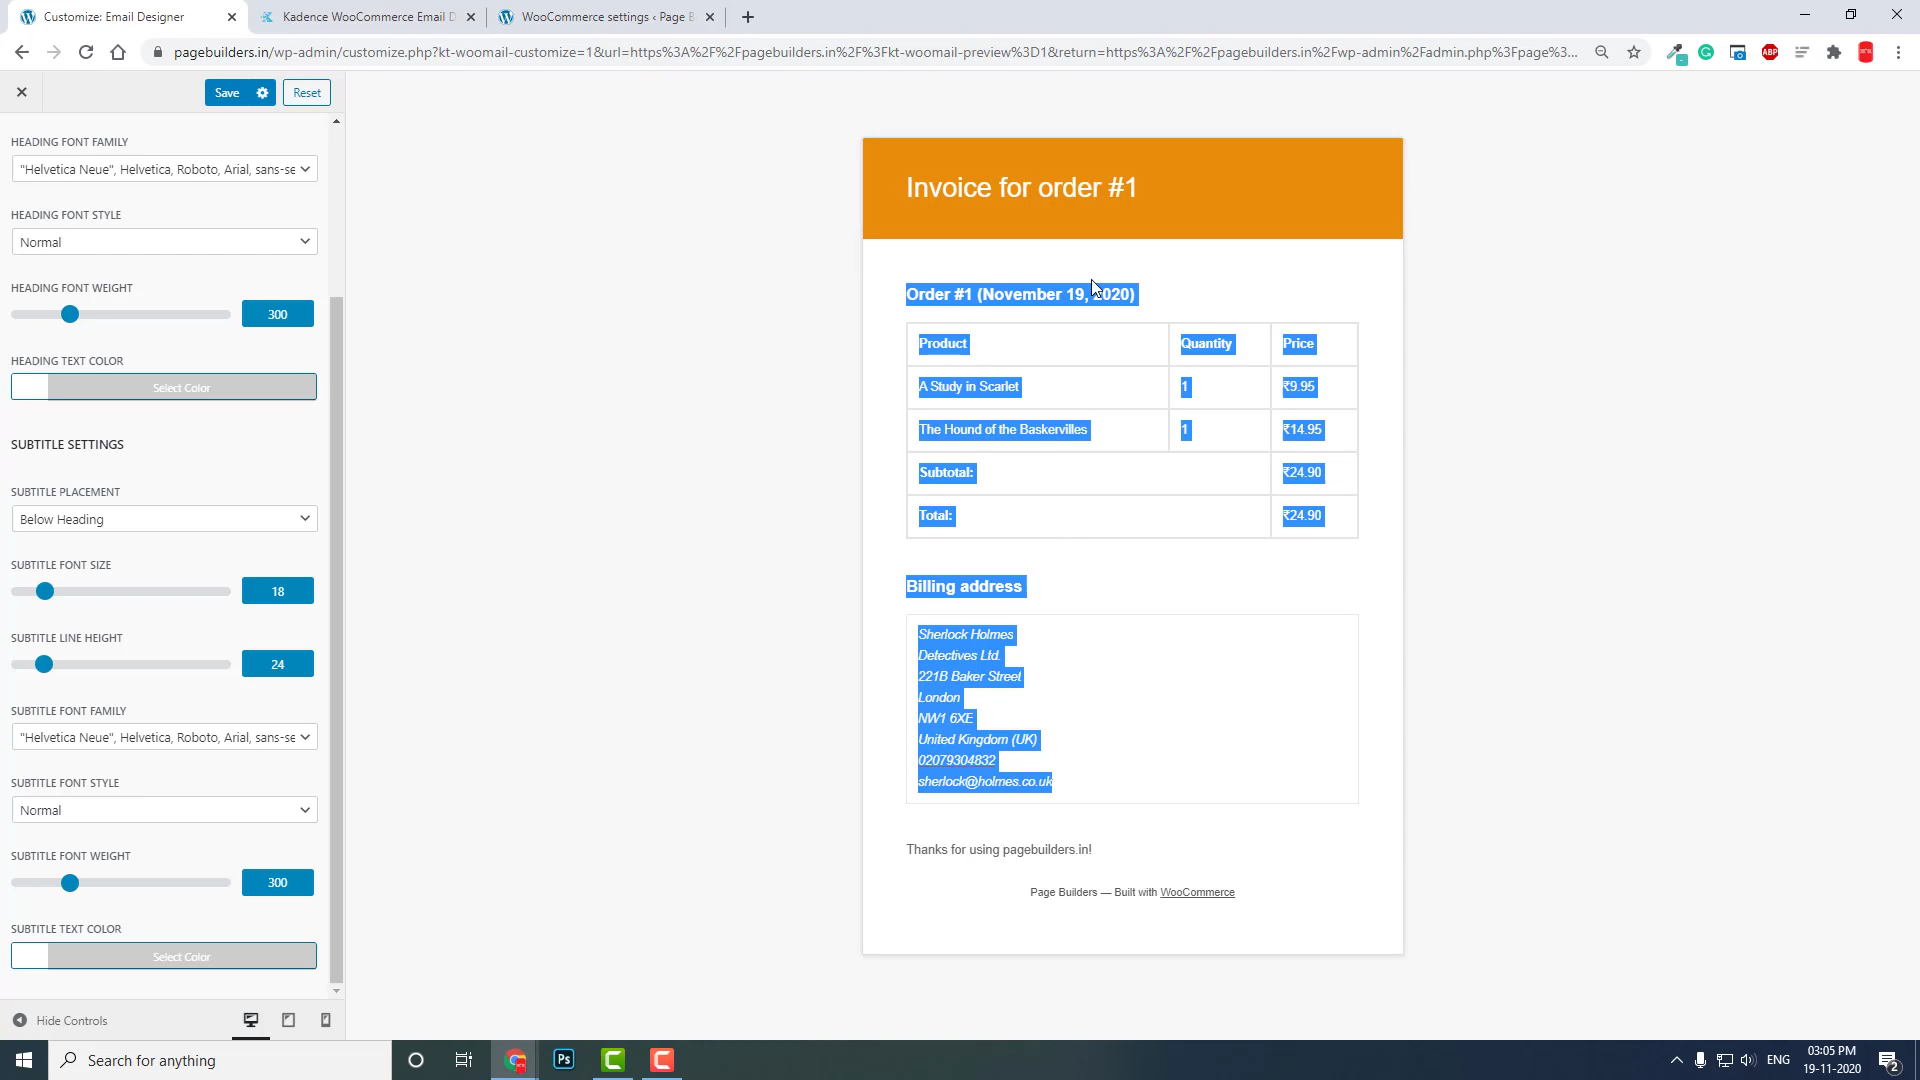 Customize: Email Designer
Kadence WooCommerce Email D
WooCommerce settings ‹ Page B
pagebuilders.in/wp-admin/customize.php?kt-woomail-customize=1&url=https%3A%2F%2Fpagebuilders.in%2F%3Fkt-woomail-preview%3D1&return=https%3A%2F%2Fpagebuilders.in%2Fwp-admin%2Fadmin.php%3Fpage%3...
ABP
Save
Reset
HEADING FONT FAMILY
"Helvetica Neue", Helvetica, Roboto, Arial, sans-se
HEADING FONT STYLE
Normal
HEADING FONT WEIGHT
300
HEADING TEXT COLOR
Select Color
SUBTITLE SETTINGS
SUBTITLE PLACEMENT
Below Heading
SUBTITLE FONT SIZE
18
SUBTITLE LINE HEIGHT
24
SUBTITLE FONT FAMILY
"Helvetica Neue", Helvetica, Roboto, Arial, sans-se
SUBTITLE FONT STYLE
Normal
SUBTITLE FONT WEIGHT
300
SUBTITLE TEXT COLOR
Select Color
Hide Controls
Invoice for order #1
Order #1 (November 19, 2020)
Product Quantity Price
A Study in Scarlet 1 ₹9.95
The Hound of the Baskervilles 1 ₹14.95
Subtotal: ₹24.90
Total: ₹24.90
Billing address
Sherlock Holmes
Detectives Ltd.
221B Baker Street
London
NW1 6XE
United Kingdom (UK)
02079304832
sherlock@holmes.co.uk
Thanks for using pagebuilders.in!
Page Builders — Built with WooCommerce
Search for anything
Ps
ENG
03:05 PM
19-11-2020
2